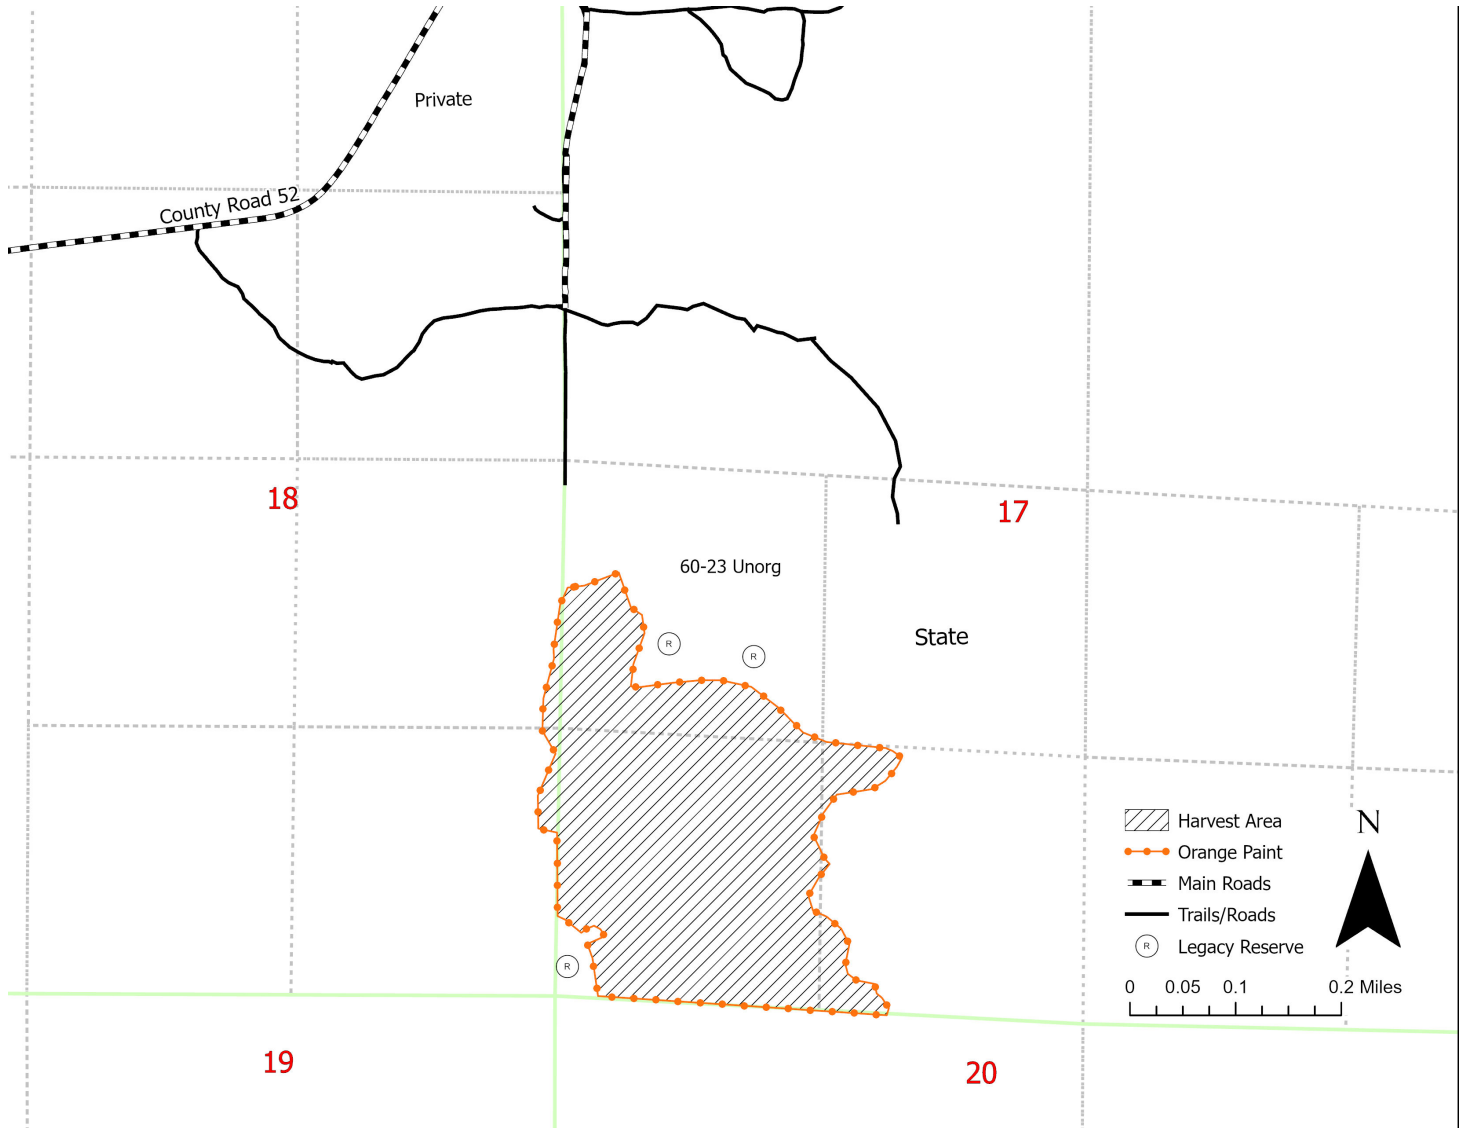 Private
County Road 52
18
17
60-23 Unorg
R
R
State
Harvest Area
N
Orange Paint
Main Roads
Trails/Roads
R
Legacy Reserve
R
0 0.05 0.1 0.2 Miles
19
20